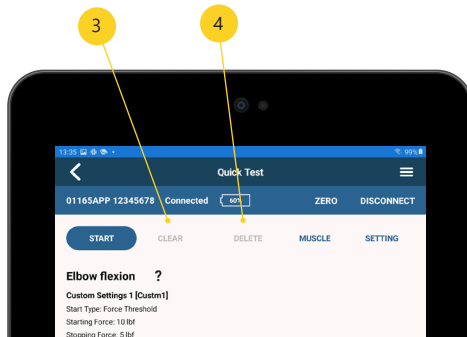 3 4
13:35 99%
Quick Test
01165APP 12345678 Connected 60% ZERO DISCONNECT
START CLEAR DELETE MUSCLE SETTING
Elbow flexion ?
Custom Settings 1 [Custm1]
Start Type: Force Threshold
Starting Force: 10 lbf
Stopping Force: 5 lbf